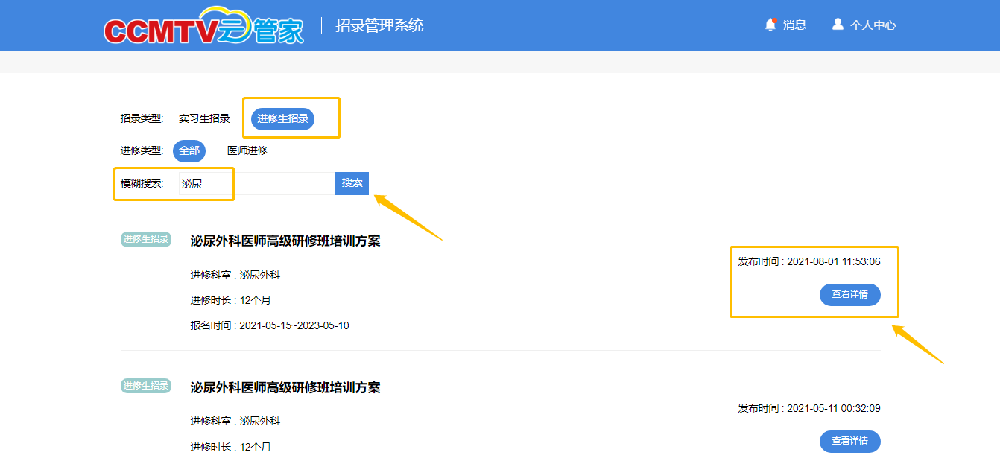 CCMTV云管家 招录管理系统 消息 个人中心
招录类型: 实习生招录 进修生招录
进修类型: 全部 医师进修
模糊搜索: 泌尿 搜索
进修生招录 泌尿外科医师高级研修班培训方案
发布时间 : 2021-08-01 11:53:06
进修科室 : 泌尿外科
查看详情
进修时长 : 12个月
报名时间 : 2021-05-15~2023-05-10
进修生招录 泌尿外科医师高级研修班培训方案
发布时间 : 2021-05-11 00:32:09
进修科室 : 泌尿外科
查看详情
进修时长 : 12个月